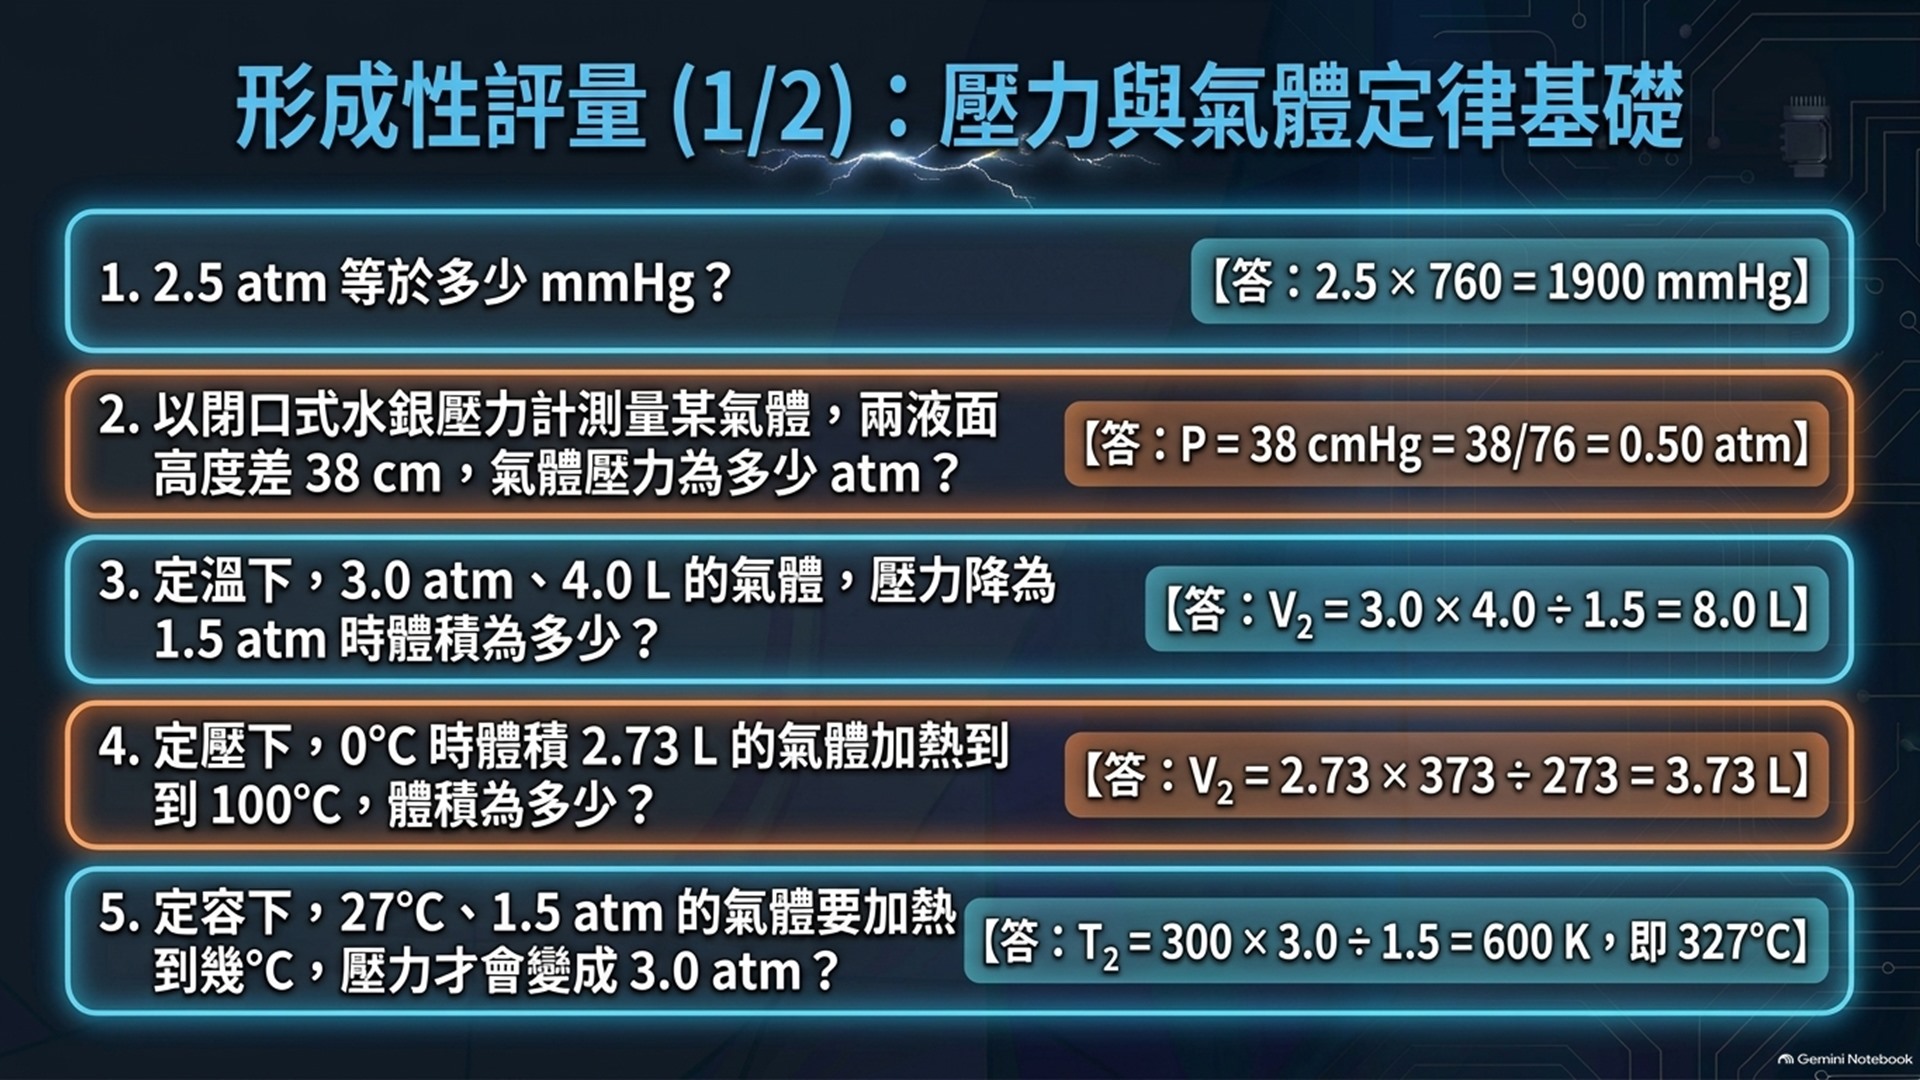 形成性評量 (1/2)：壓力與氣體定律基礎
1. 2.5 atm 等於多少 mmHg？
【答：2.5 × 760 = 1900 mmHg】
2. 以閉口式水銀壓力計測量某氣體，兩液面
高度差 38 cm，氣體壓力為多少 atm？
【答：P = 38 cmHg = 38/76 = 0.50 atm】
3. 定溫下，3.0 atm、4.0 L 的氣體，壓力降為
1.5 atm 時體積為多少？
【答：V₂ = 3.0 × 4.0 ÷ 1.5 = 8.0 L】
4. 定壓下，0°C 時體積 2.73 L 的氣體加熱到
到 100°C，體積為多少？
【答：V₂ = 2.73 × 373 ÷ 273 = 3.73 L】
5. 定容下，27°C、1.5 atm 的氣體要加熱
到幾°C，壓力才會變成 3.0 atm？
【答：T₂ = 300 × 3.0 ÷ 1.5 = 600 K，即 327°C】
Gemini Notebook